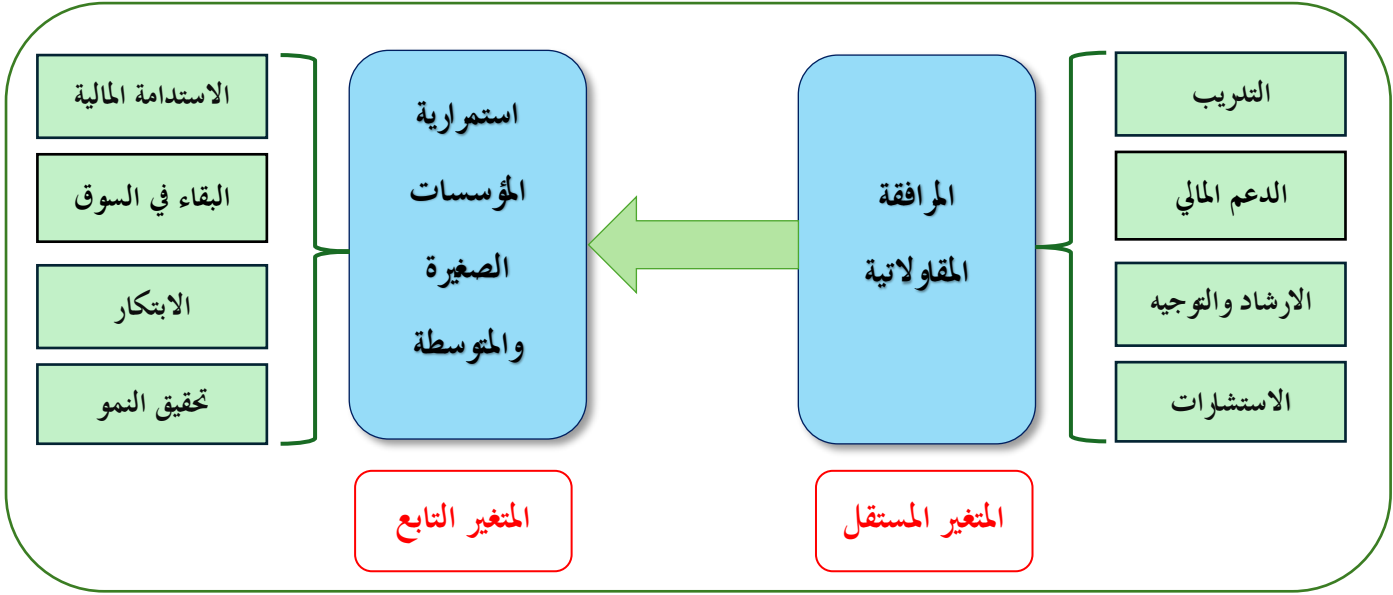 التدريب
الدعم المالي
الارشاد والتوجيه
الاستشارات
المرافقة
المقاولاتية
المتغير المستقل
استمرارية
المؤسسات
الصغيرة
والمتوسطة
المتغير التابع
الاستدامة المالية
البقاء في السوق
الابتكار
تحقيق النمو